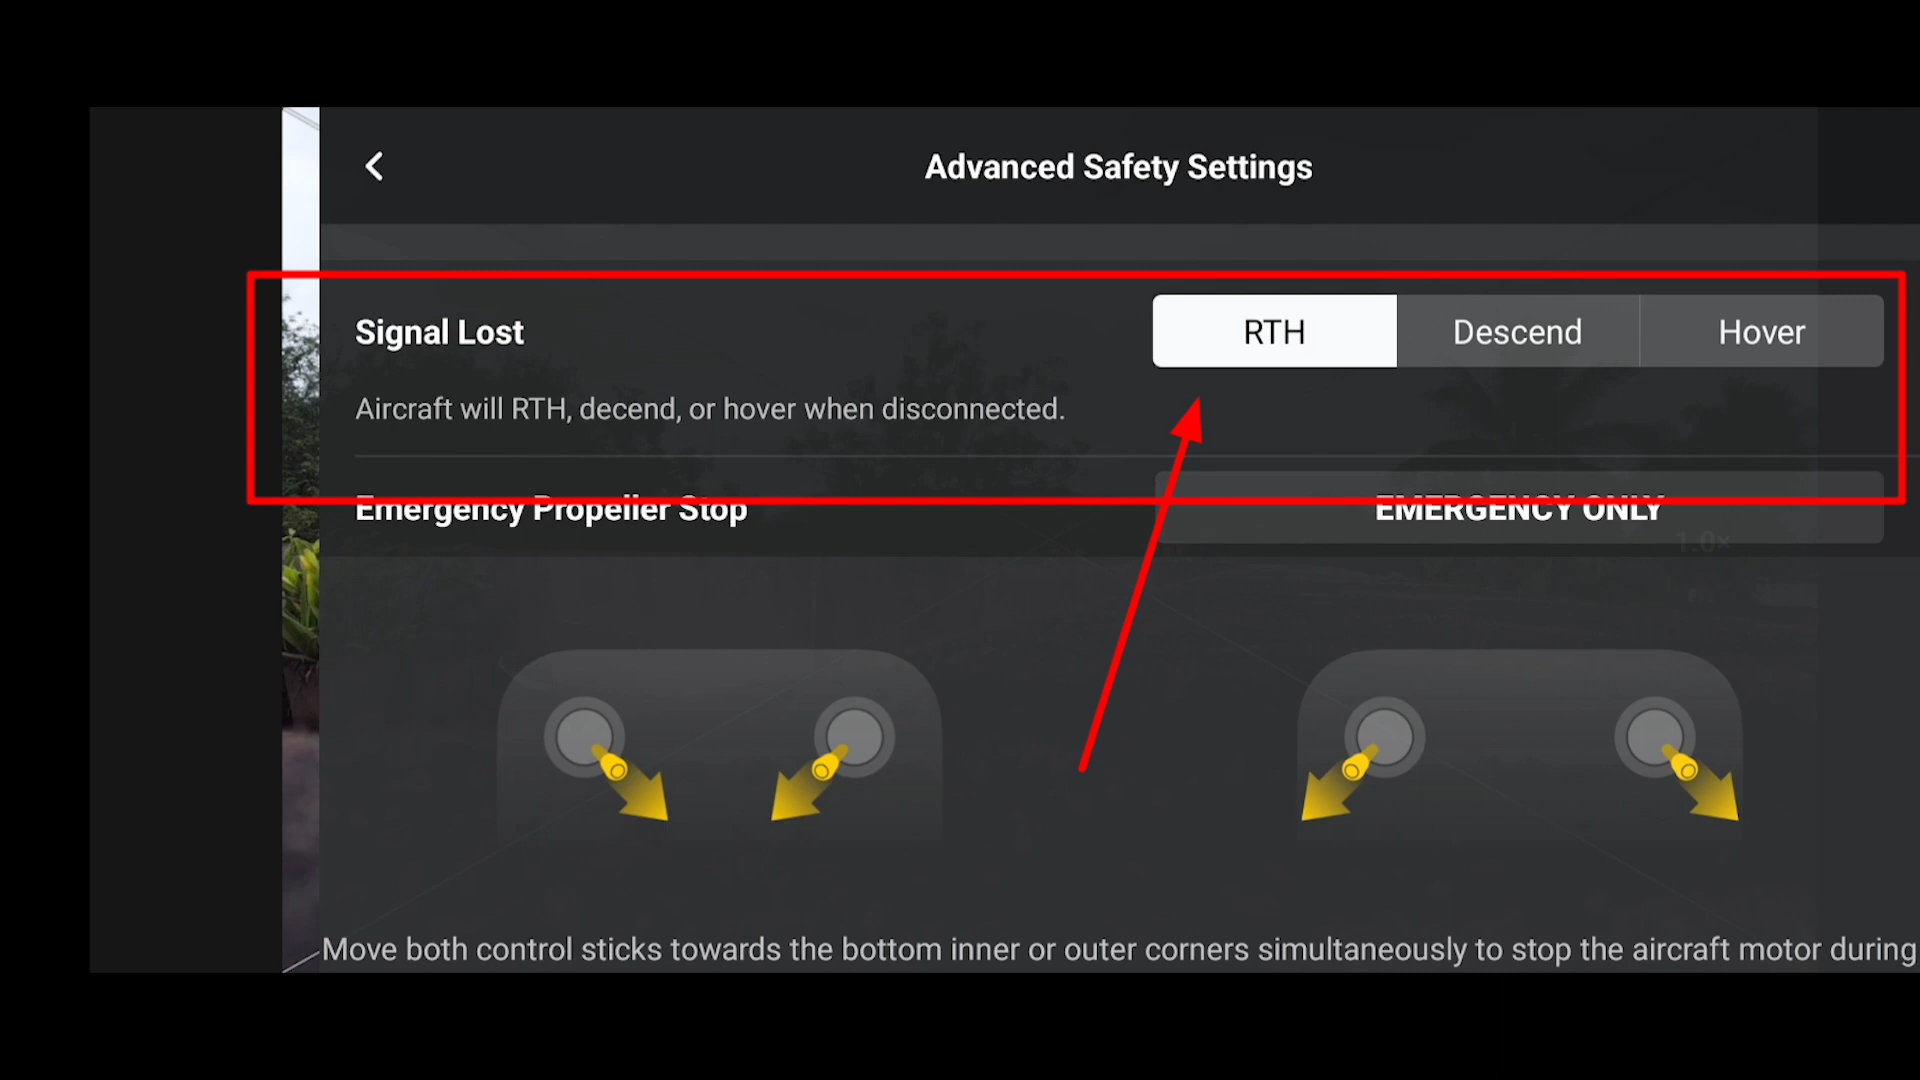 Advanced Safety Settings
Signal Lost
RTH
Descend
Hover
Aircraft will RTH, decend, or hover when disconnected.
Emergency Propeller Stop
EMERGENCY ONLY
1.0×
Move both control sticks towards the bottom inner or outer corners simultaneously to stop the aircraft motor during